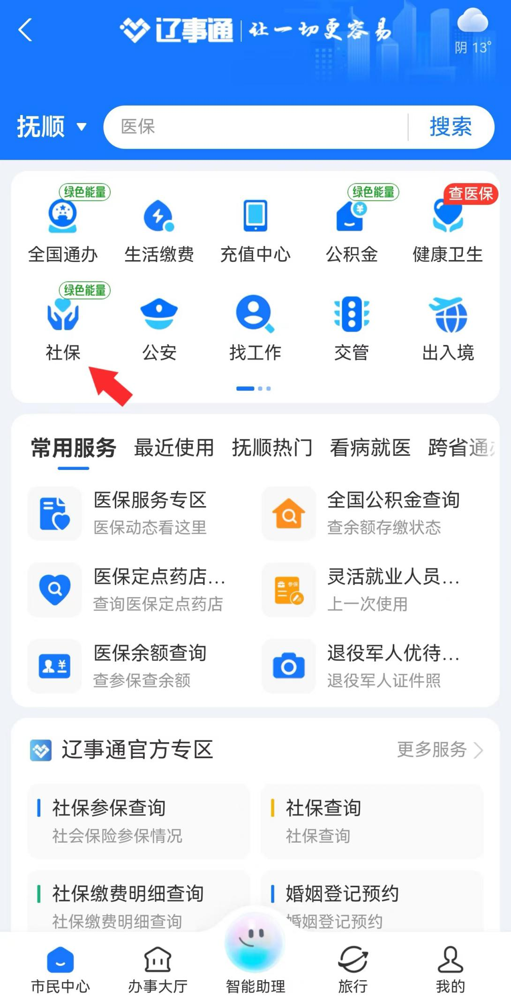 辽事通 | 让一切更容易
阴 13°
抚顺
医保
搜索
绿色能量
绿色能量
查医保
全国通办
生活缴费
充值中心
公积金
健康卫生
绿色能量
社保
公安
找工作
交管
出入境
常用服务 最近使用 抚顺热门 看病就医 跨省通办
医保服务专区
医保动态看这里
全国公积金查询
查余额存缴状态
医保定点药店...
查询医保定点药店
参保
灵活就业人员...
上一次使用
医保余额查询
查参保查余额
退役军人优待...
退役军人证件照
辽事通官方专区
更多服务
社保参保查询
社会保险参保情况
社保查询
社保查询
社保缴费明细查询
社保缴费明细查询
婚姻登记预约
婚姻登记预约
市民中心
办事大厅
智能助理
旅行
我的